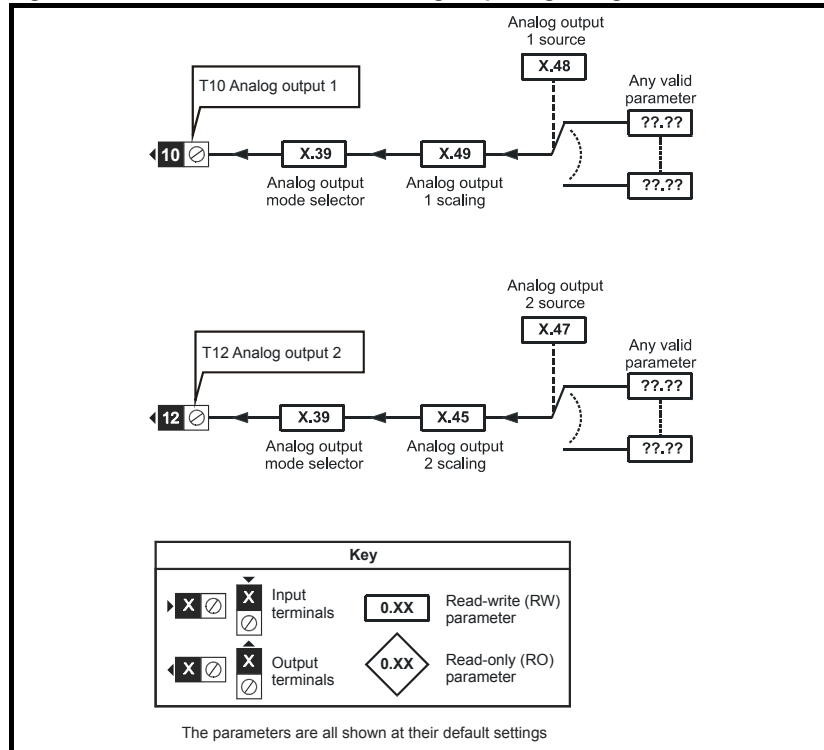 Analog output
1 source
X.48
T10 Analog output 1
Any valid
parameter
??.??
10
X.39
X.49
Analog output
mode selector
Analog output
1 scaling
??.??
Analog output
2 source
X.47
T12 Analog output 2
Any valid
parameter
??.??
12
X.39
X.45
Analog output
mode selector
Analog output
2 scaling
??.??
Key
X
X
Input
terminals
0.XX
Read-write (RW)
parameter
X
X
Output
terminals
0.XX
Read-only (RO)
parameter
The parameters are all shown at their default settings